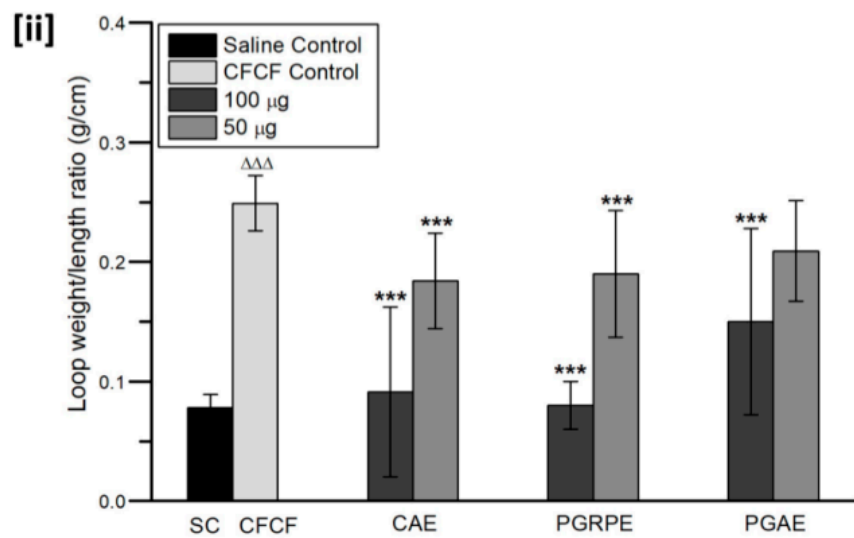 [ii]
0.4
0.3
0.2
0.1
0.0
Loop weight/length ratio (g/cm)
Saline Control
CFCF Control
100 µg
50 µg
ΔΔΔ
***
***
***
***
***
SC CFCF CAE PGRPE PGAE